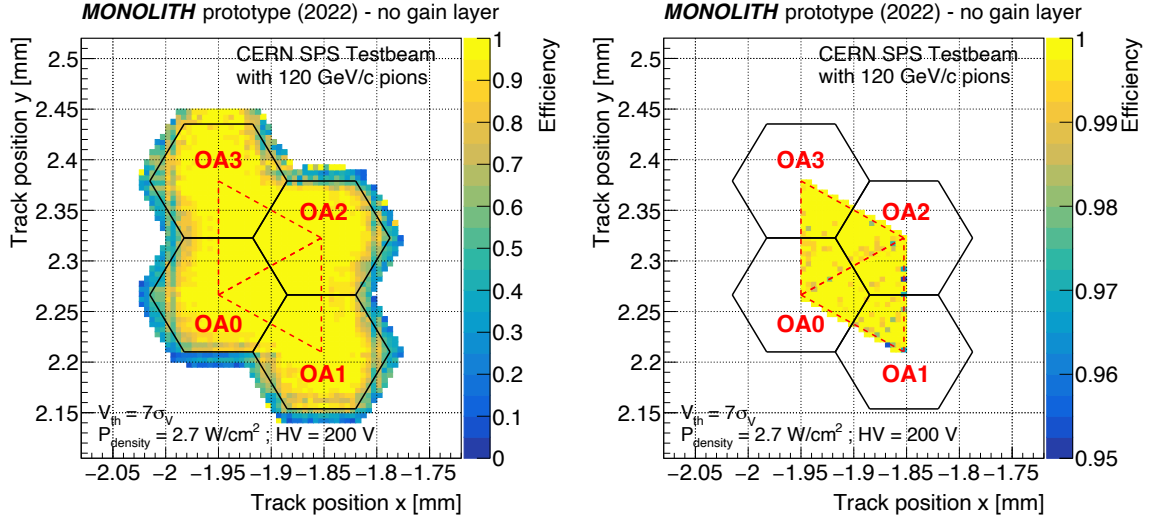 MONOLITH prototype (2022) - no gain layer
CERN SPS Testbeam
with 120 GeV/c pions
OA3
OA2
OA0
OA1
V_th = 7σ_V
P_density = 2.7 W/cm² ; HV = 200 V
2.5
2.45
2.4
2.35
2.3
2.25
2.2
2.15
Track position y [mm]
−2.05 −2 −1.95 −1.9 −1.85 −1.8 −1.75
Track position x [mm]
1
0.9
0.8
0.7
0.6
0.5
0.4
0.3
0.2
0.1
0
Efficiency
MONOLITH prototype (2022) - no gain layer
CERN SPS Testbeam
with 120 GeV/c pions
OA3
OA2
OA0
OA1
V_th = 7σ_V
P_density = 2.7 W/cm² ; HV = 200 V
2.5
2.45
2.4
2.35
2.3
2.25
2.2
2.15
Track position y [mm]
−2.05 −2 −1.95 −1.9 −1.85 −1.8 −1.75
Track position x [mm]
1
0.99
0.98
0.97
0.96
0.95
Efficiency